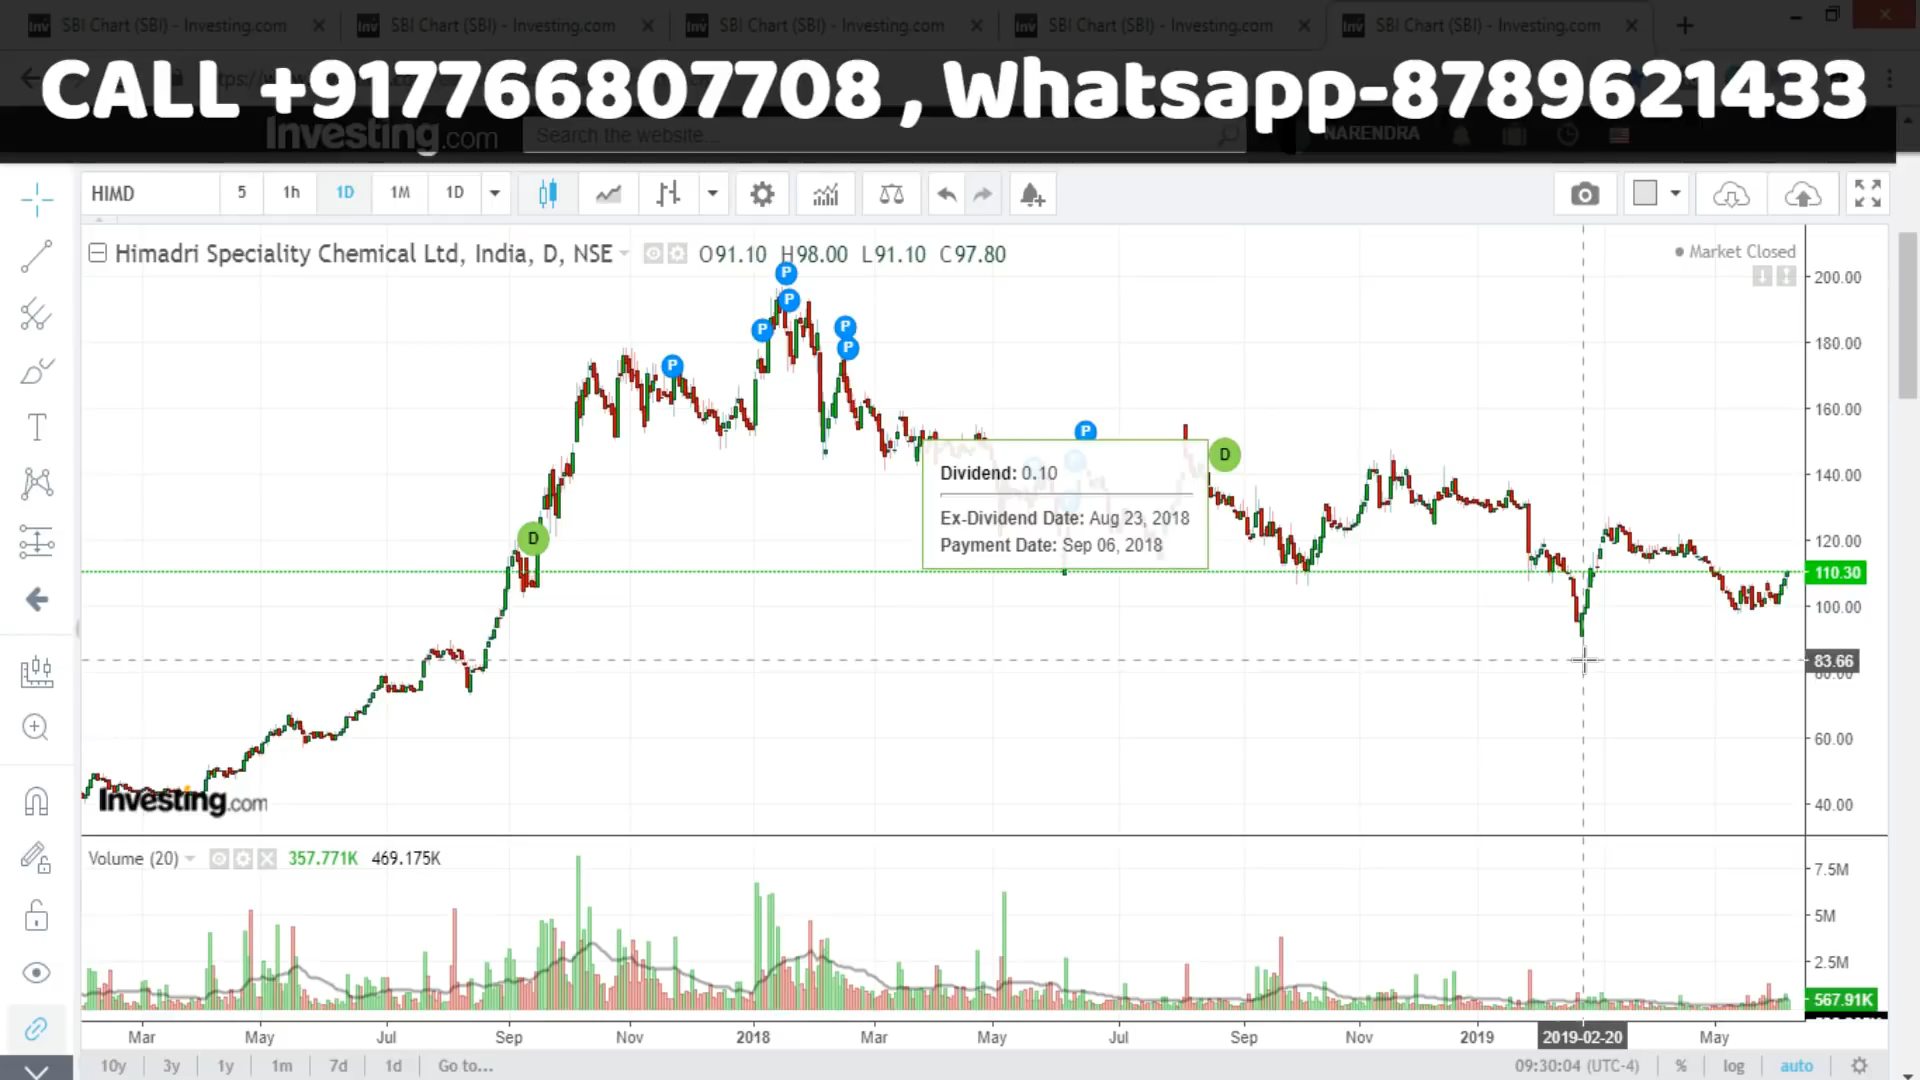 SBI Chart (SBI) - Investing.com SBI Chart (SBI) - Investing.com SBI Chart (SBI) - Investing.com SBI Chart (SBI) - Investing.com SBI Chart (SBI) - Investing.com
CALL +917766807708 , Whatsapp-8789621433
Investing.com Search the website... NARENDRA
HIMD 5 1h 1D 1M 1D
Himadri Speciality Chemical Ltd, India, D, NSE O91.10 H98.00 L91.10 C97.80
Market Closed
200.00
180.00
160.00
140.00
120.00
110.30
100.00
83.66
80.00
60.00
40.00
P
P
P
P
P
P
P
D
D
Dividend: 0.10
Ex-Dividend Date: Aug 23, 2018
Payment Date: Sep 06, 2018
Investing.com
Volume (20) 357.771K 469.175K
7.5M
5M
2.5M
567.91K
Mar May Jul Sep Nov 2018 Mar May Jul Sep Nov 2019 2019-02-20 May
10y 3y 1y 1m 7d 1d Go to... 09:30:04 (UTC-4) % log auto